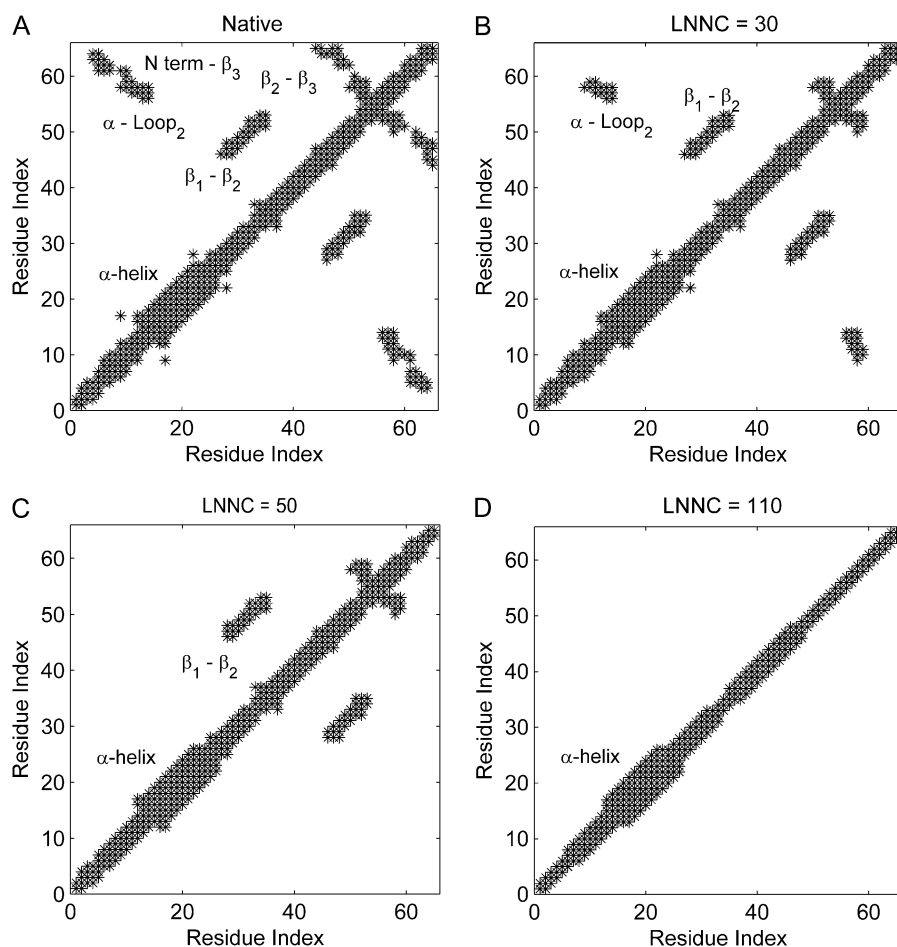 A
Native
N term - β3
β2 - β3
α - Loop2
β1 - β2
α-helix
Residue Index
60
50
40
30
20
10
0
0 20 40 60
Residue Index
B
LNNC = 30
β1 - β2
α - Loop2
α-helix
Residue Index
60
50
40
30
20
10
0
0 20 40 60
Residue Index
C
LNNC = 50
β1 - β2
α-helix
Residue Index
60
50
40
30
20
10
0
0 20 40 60
Residue Index
D
LNNC = 110
α-helix
Residue Index
60
50
40
30
20
10
0
0 20 40 60
Residue Index